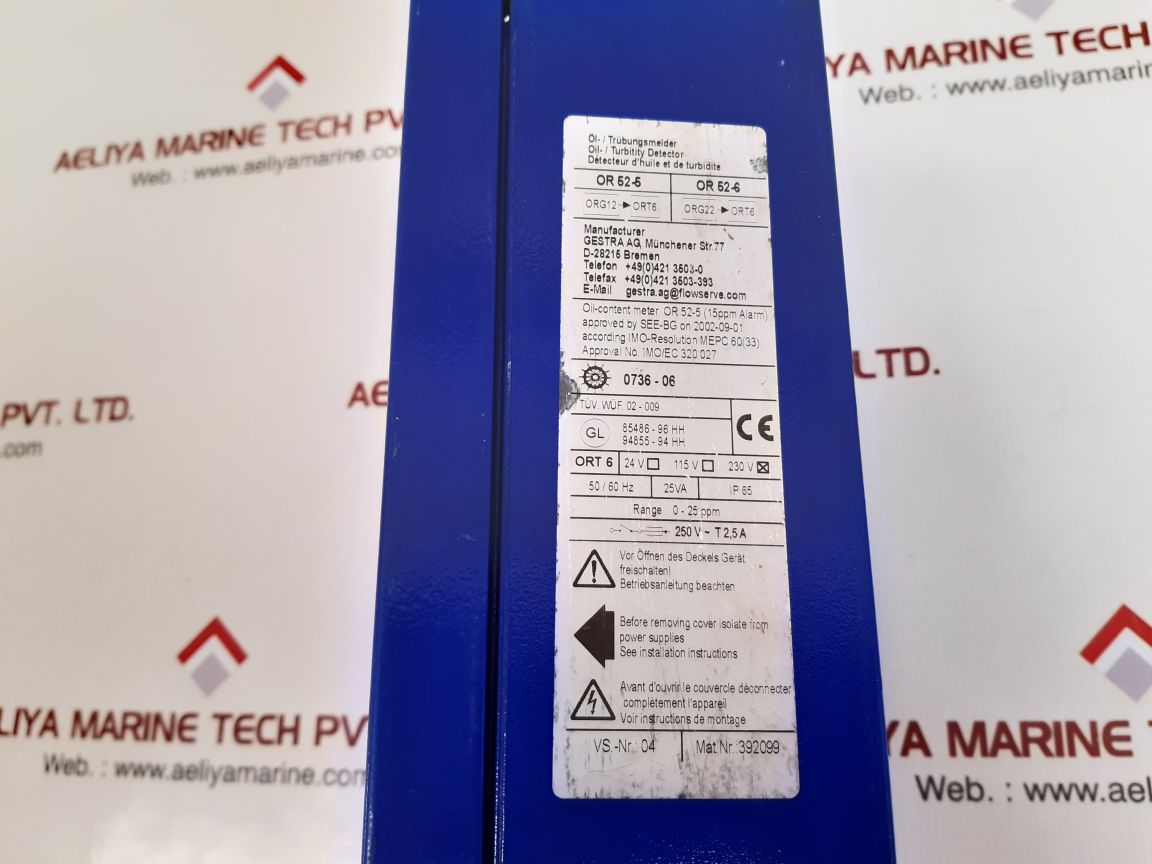 AELIYA MARINE TECH PV
Web. : www.aeliyamarine.co
YA MARINE TECH
Web. : www.aeliyamarin
Öl- / Trübungsmelder
Oil- / Turbitity Detector
Détecteur d'huile et de turbidite
OR 52-5 OR 52-6
ORG12 ► ORT6 ORG22 ► ORT6
Manufacturer
GESTRA AG, Münchener Str.77
D-28215 Bremen
Telefon +49(0)421 3503-0
Telefax +49(0)421 3503-393
E-Mail gestra.ag@flowserve.com
Oil-content meter OR 52-5 (15ppm Alarm)
approved by SEE-BG on 2002-09-01
according IMO-Resolution MEPC.60(33)
Approval No. IMO/EC 320 027
0736 - 06
TÜV. WÜF. 02 - 009
GL 85486 - 96 HH
94855 - 94 HH
CE
ORT 6 24 V ☐ 115 V ☐ 230 V ☒
50 / 60 Hz 25VA IP 65
Range 0 - 25 ppm
250 V ~ T 2,5 A
Vor Öffnen des Deckels Gerät
freischalten!
Betriebsanleitung beachten
Before removing cover isolate from
power supplies
See installation instructions
Avant d'ouvrir le couvercle déconnecter
complètement l'appareil
Voir instructions de montage
VS.-Nr.: 04 Mat.Nr.:392099
PVT. LTD.
.com
AE
LTD.
ELIYA MARINE TECH PV
Web. : www.aeliyamarine.com
YA MARINE
Web. : www.ael